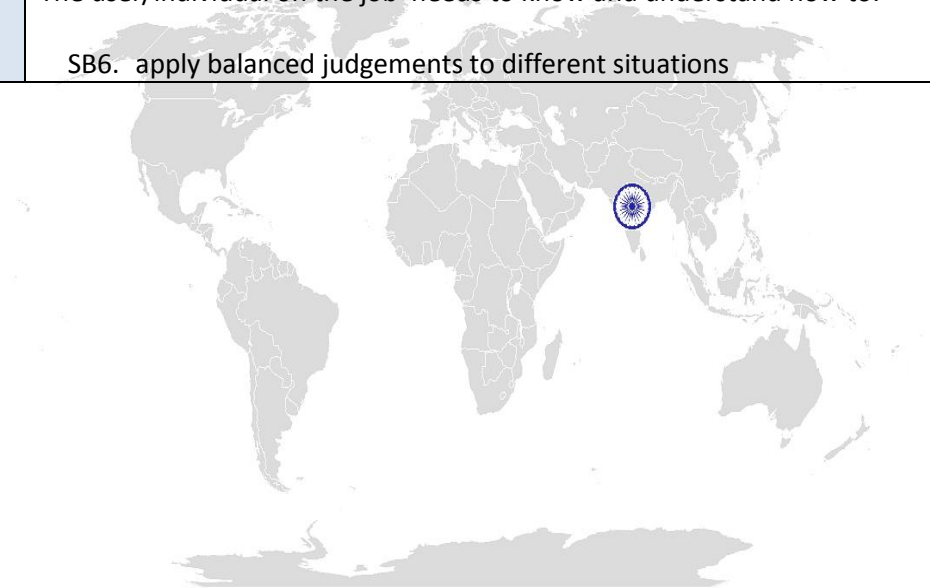 The user/individual on the job needs to know and understand how to:
SB6. apply balanced judgements to different situations